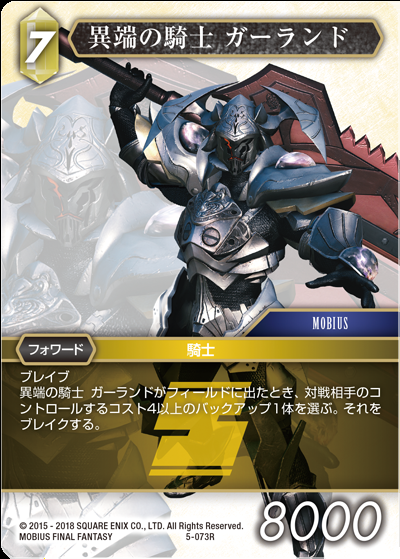 7
異端の騎士 ガーランド
MOBIUS
フォワード
騎士
ブレイブ
異端の騎士 ガーランドがフィールドに出たとき、対戦相手のコ
ントロールするコスト4以上のバックアップ1体を選ぶ。それを
ブレイクする。
© 2015 - 2018 SQUARE ENIX CO., LTD. All Rights Reserved.
MOBIUS FINAL FANTASY
5-073R
8000